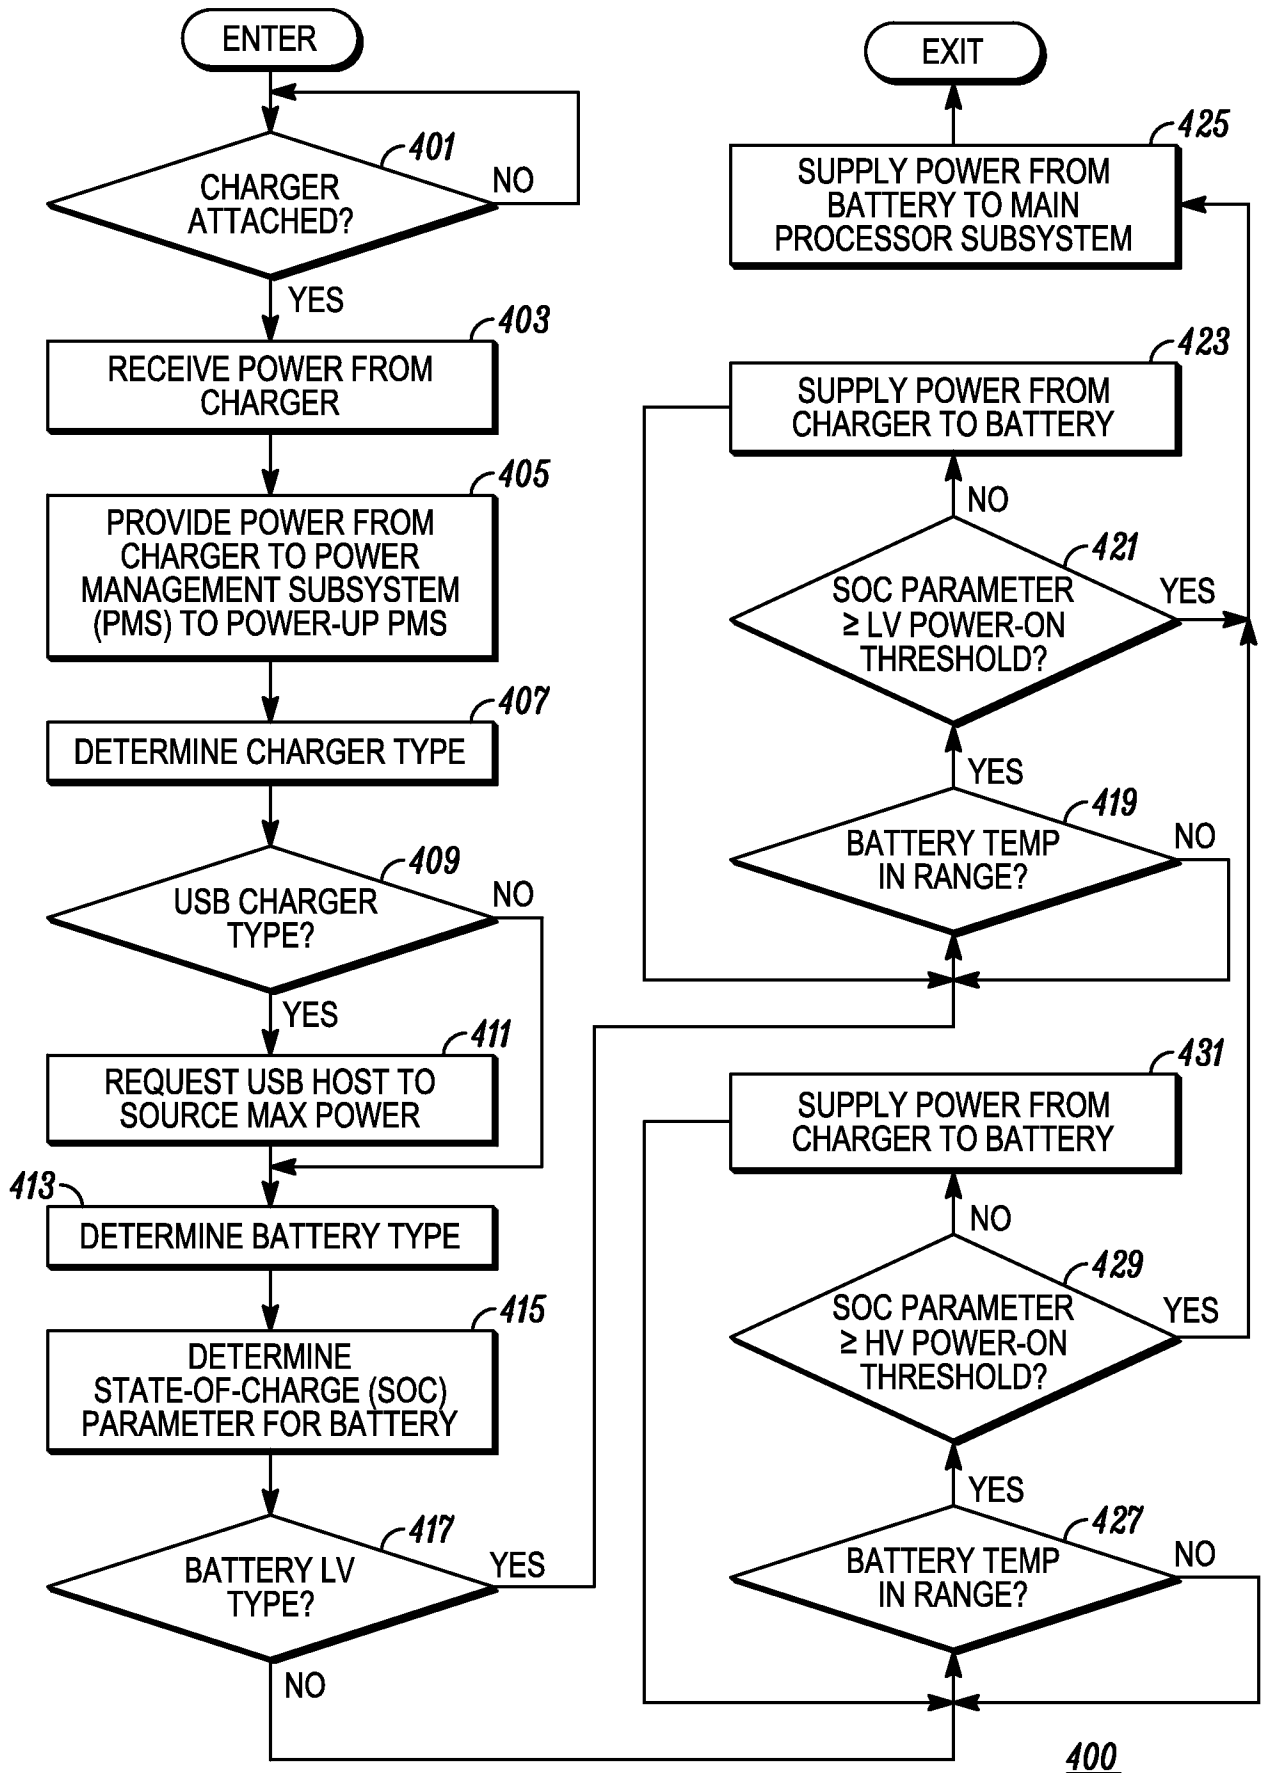 ENTER
401
CHARGER
ATTACHED?
NO
YES
403
RECEIVE POWER FROM
CHARGER
405
PROVIDE POWER FROM
CHARGER TO POWER
MANAGEMENT SUBSYSTEM
(PMS) TO POWER-UP PMS
407
DETERMINE CHARGER TYPE
409
USB CHARGER
TYPE?
NO
YES
411
REQUEST USB HOST TO
SOURCE MAX POWER
413
DETERMINE BATTERY TYPE
415
DETERMINE
STATE-OF-CHARGE (SOC)
PARAMETER FOR BATTERY
417
BATTERY LV
TYPE?
YES
NO
EXIT
425
SUPPLY POWER FROM
BATTERY TO MAIN
PROCESSOR SUBSYSTEM
423
SUPPLY POWER FROM
CHARGER TO BATTERY
NO
421
SOC PARAMETER
≥ LV POWER-ON
THRESHOLD?
YES
YES
419
BATTERY TEMP
IN RANGE?
NO
431
SUPPLY POWER FROM
CHARGER TO BATTERY
NO
429
SOC PARAMETER
≥ HV POWER-ON
THRESHOLD?
YES
YES
427
BATTERY TEMP
IN RANGE?
NO
400